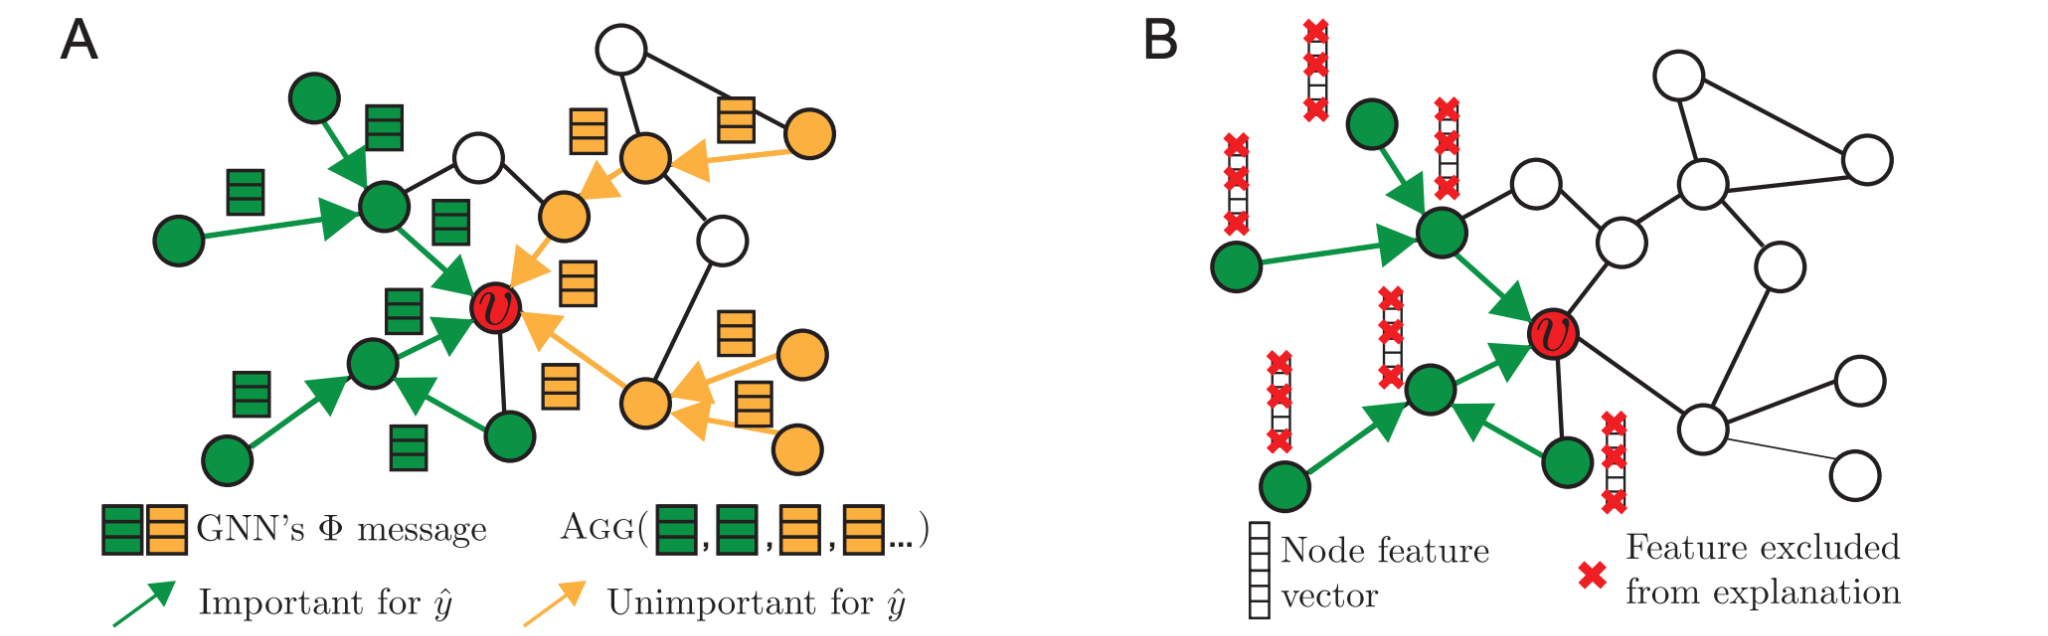 A
B
v
v
GNN's Φ message
AGG( , , , ...)
Important for ŷ
Unimportant for ŷ
Node feature
vector
Feature excluded
from explanation